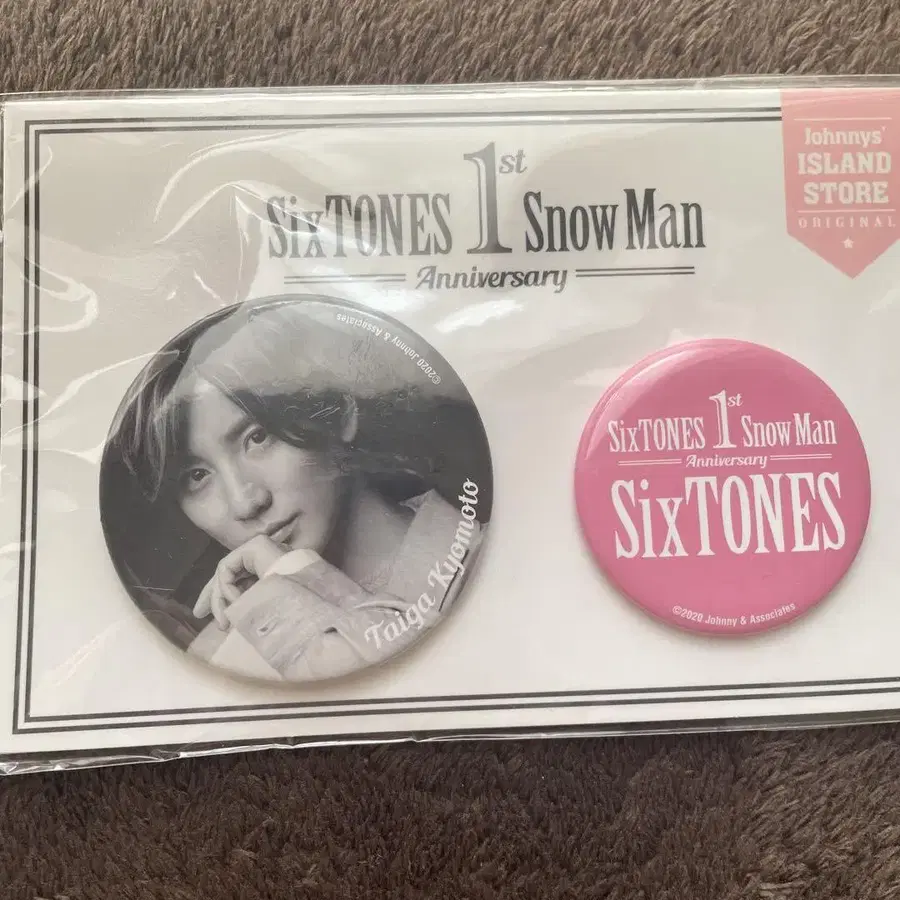 Johnnys'
ISLAND
STORE
ORIGINAL
SixTONES 1st Snow Man
Anniversary
©2020 Johnny & Associates
Taiga Kyomoto
SixTONES 1st Snow Man
Anniversary
SixTONES
©2020 Johnny & Associates